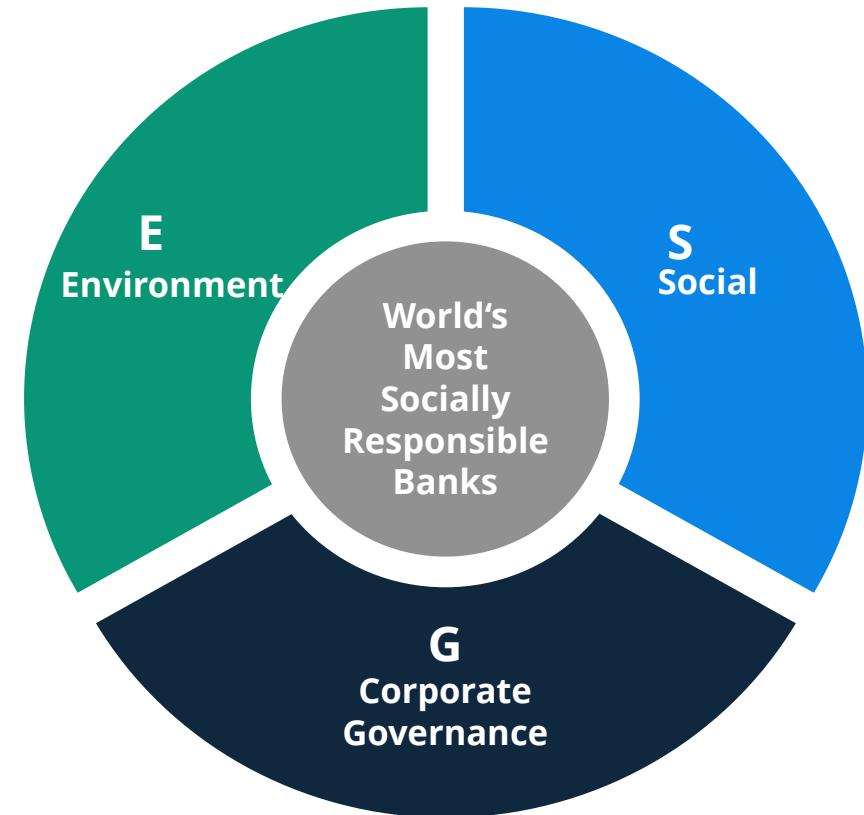 E
Environment
S
Social
World‘s
Most
Socially
Responsible
Banks
G
Corporate
Governance